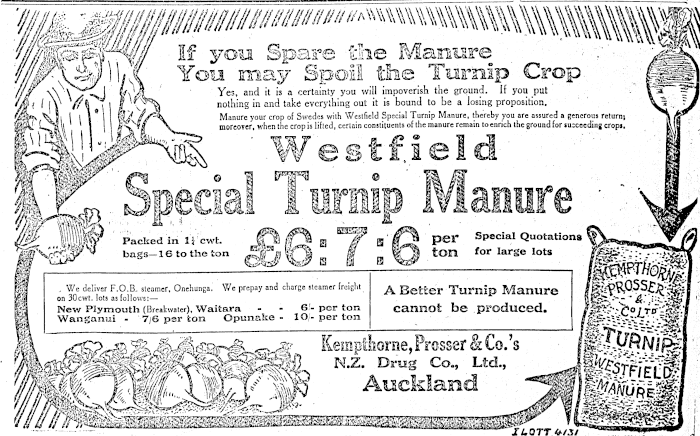 If you Spare the Manure
You may Spoil the Turnip Crop
Yes, and it is a certainty you will impoverish the ground. If you put
nothing in and take everything out it is bound to be a losing proposition.
Manure your crop of Swedes with Westfield Special Turnip Manure, thereby you are assured a generous return;
moreover, when the crop is lifted, certain constituents of the manure remain to enrich the ground for succeeding crops.
Westfield
Special Turnip Manure
Packed in 1¼ cwt.
bags—16 to the ton
£6:7:6
per
ton
Special Quotations
for large lots
We deliver F.O.B. steamer, Onehunga. We prepay and charge steamer freight
on 30cwt. lots as follows:—
New Plymouth (Breakwater), Waitara - - 6/- per ton
Wanganui - 7/6 per ton Opunake - 10/- per ton
A Better Turnip Manure
cannot be produced.
Kempthorne, Prosser & Co.'s
N.Z. Drug Co., Ltd.,
Auckland
KEMPTHORNE
PROSSER
&
CO LTD
TURNIP
WESTFIELD
MANURE
ILOTT 4/31